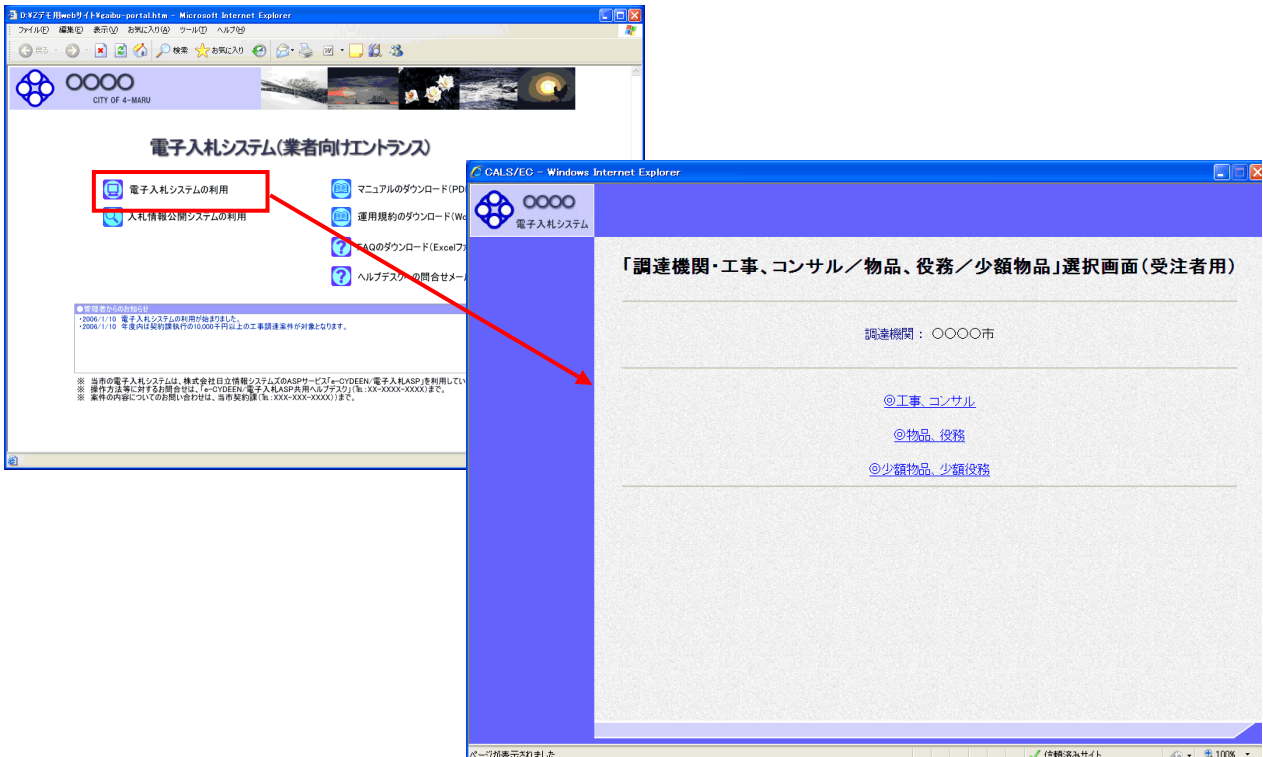 D:¥Zデモ用webサイト¥gaibu-portal.htm - Microsoft Internet Explorer
ファイル(F) 編集(E) 表示(V) お気に入り(A) ツール(T) ヘルプ(H)
戻る 検索 お気に入り
OOOO
CITY OF 4-MARU
電子入札システム(業者向けエントランス)
電子入札システムの利用
マニュアルのダウンロード(PD
入札情報公開システムの利用
運用規約のダウンロード(Wo
FAQのダウンロード(Excelフ
ヘルプデスクへの問合せメー
●管理者からのお知らせ
・2006/1/10 電子入札システムの利用が始まりました。
・2006/1/10 年度内は契約課執行の10,000千円以上の工事調達案件が対象となります。
※ 当市の電子入札システムは、株式会社日立情報システムズのASPサービス「e-CYDEEN/電子入札ASP」を利用してい
※ 操作方法等に対するお問合せは、「e-CYDEEN/電子入札ASP共用ヘルプデスク」(℡:XX-XXXX-XXXX)まで。
※ 案件の内容についてのお問い合わせは、当市契約課(℡:XXX-XXX-XXXX))まで。
CALS/EC - Windows Internet Explorer
OOOO
電子入札システム
「調達機関・工事、コンサル／物品、役務／少額物品」選択画面(受注者用)
調達機関： ○○○○市
◎工事、コンサル
◎物品、役務
◎少額物品、少額役務
ページが表示されました
信頼済みサイト
100%